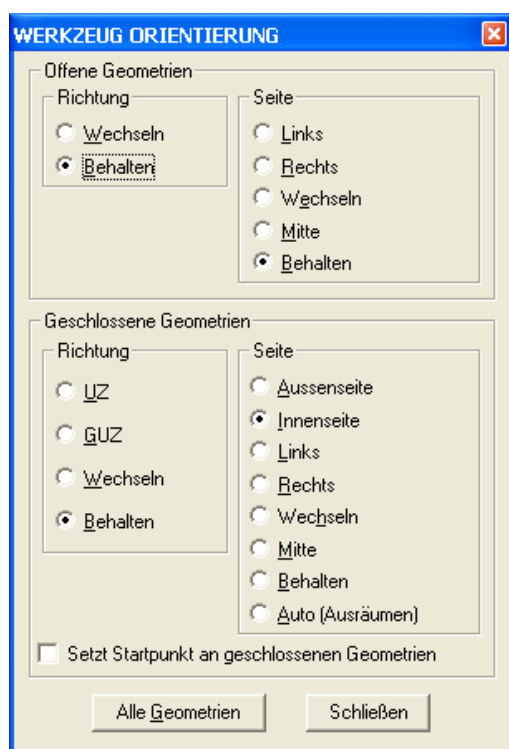 WERKZEUG ORIENTIERUNG
Offene Geometrien
Richtung
Wechseln
Behalten
Seite
Links
Rechts
Wechseln
Mitte
Behalten
Geschlossene Geometrien
Richtung
UZ
GUZ
Wechseln
Behalten
Seite
Aussenseite
Innenseite
Links
Rechts
Wechseln
Mitte
Behalten
Auto (Ausräumen)
Setzt Startpunkt an geschlossenen Geometrien
Alle Geometrien
Schließen